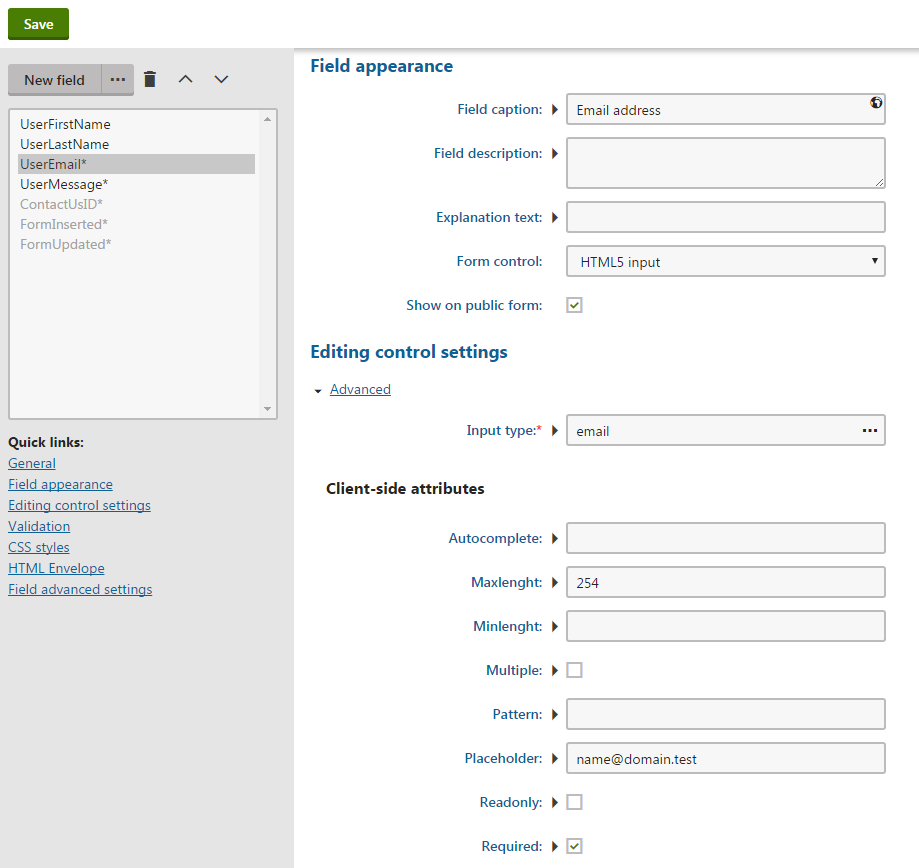 Save
New field ...
UserFirstName
UserLastName
UserEmail*
UserMessage*
ContactUsID*
FormInserted*
FormUpdated*
Quick links:
General
Field appearance
Editing control settings
Validation
CSS styles
HTML Envelope
Field advanced settings
Field appearance
Field caption: Email address
Field description:
Explanation text:
Form control: HTML5 input
Show on public form:
Editing control settings
Advanced
Input type:* email ...
Client-side attributes
Autocomplete:
Maxlenght: 254
Minlenght:
Multiple:
Pattern:
Placeholder: name@domain.test
Readonly:
Required: